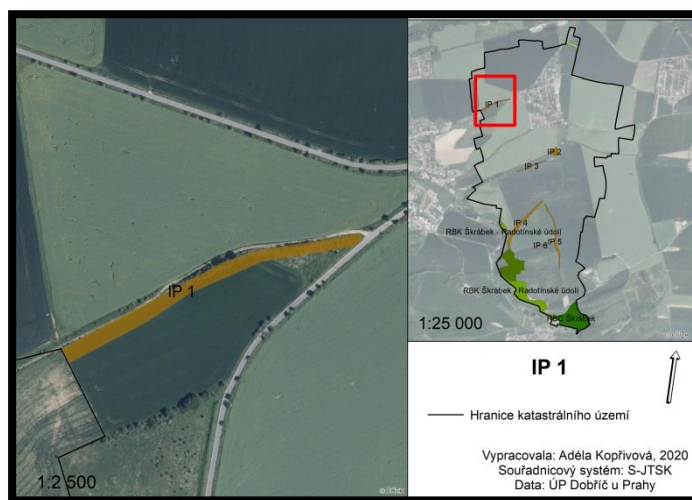 IP 1
1:2 500
IP 1
IP 2
IP 3
IP 4
RBK Škrábek - Radotínské údolí
IP 6
IP 5
RBK Škrábek - Radotínské údolí
RBC Škrábek
1:25 000
IP 1
Hranice katastrálního území
Vypracovala: Adéla Kopřivová, 2020
Souřadnicový systém: S-JTSK
Data: ÚP Dobříč u Prahy